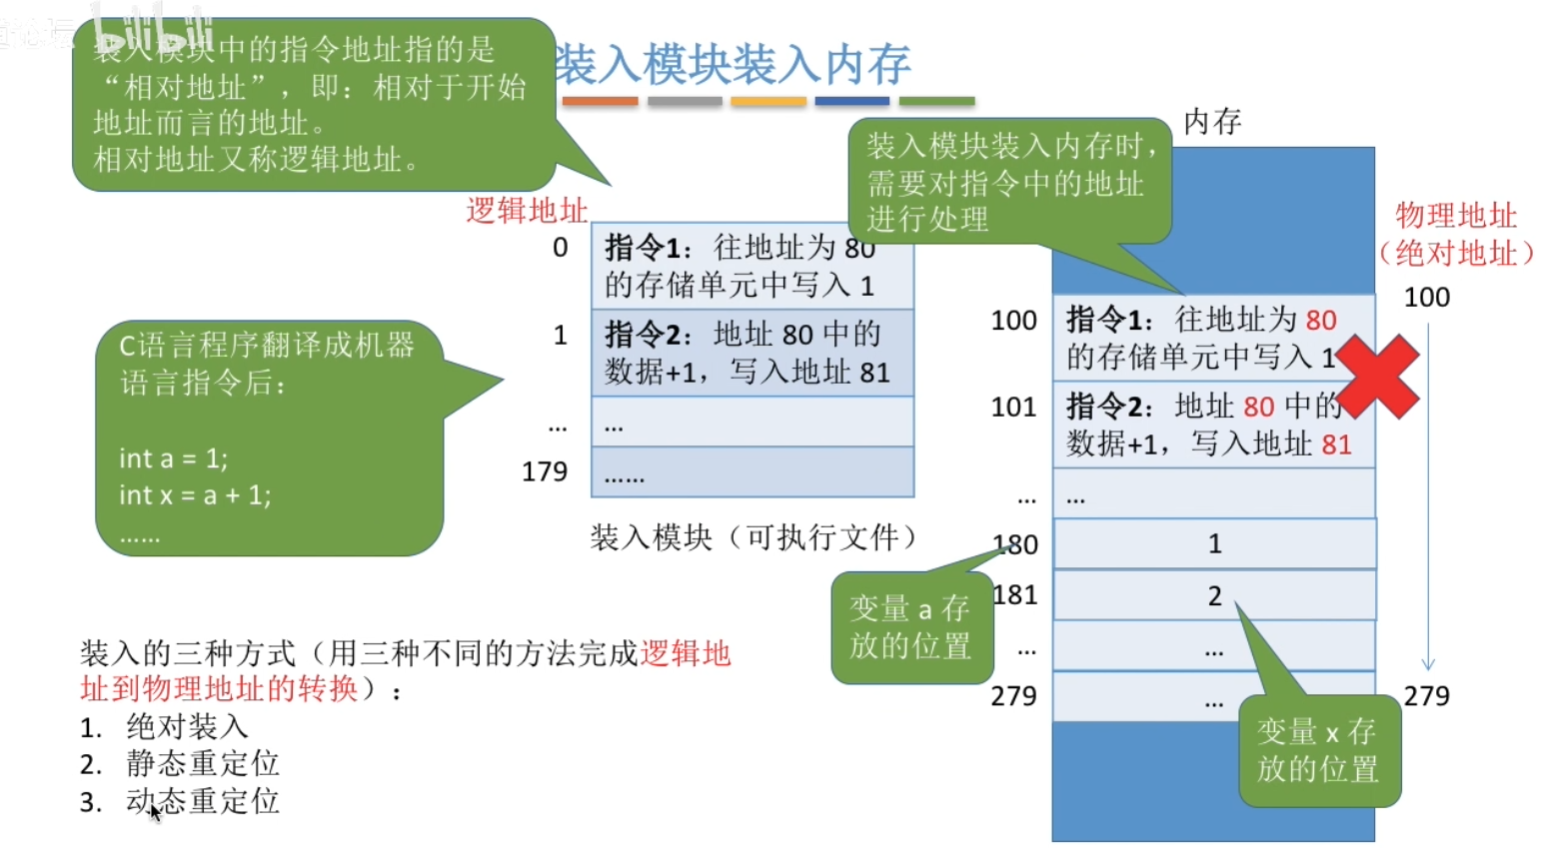 bilibili
装入模块中的指令地址指的是
“相对地址”，即：相对于开始
地址而言的地址。
相对地址又称逻辑地址。
装入模块装入内存
内存
装入模块装入内存时，
需要对指令中的地址
进行处理
逻辑地址
物理地址
（绝对地址）
0
指令1：往地址为 80
的存储单元中写入 1
1
指令2：地址 80 中的
数据+1，写入地址 81
...
...
179
......
装入模块（可执行文件）
C语言程序翻译成机器
语言指令后：
int a = 1;
int x = a + 1;
......
100
指令1：往地址为 80
的存储单元中写入 1
101
指令2：地址 80 中的
数据+1，写入地址 81
...
...
180
1
181
2
...
...
279
...
100
279
变量 a 存
放的位置
变量 x 存
放的位置
装入的三种方式（用三种不同的方法完成逻辑地
址到物理地址的转换）：
1. 绝对装入
2. 静态重定位
3. 动态重定位